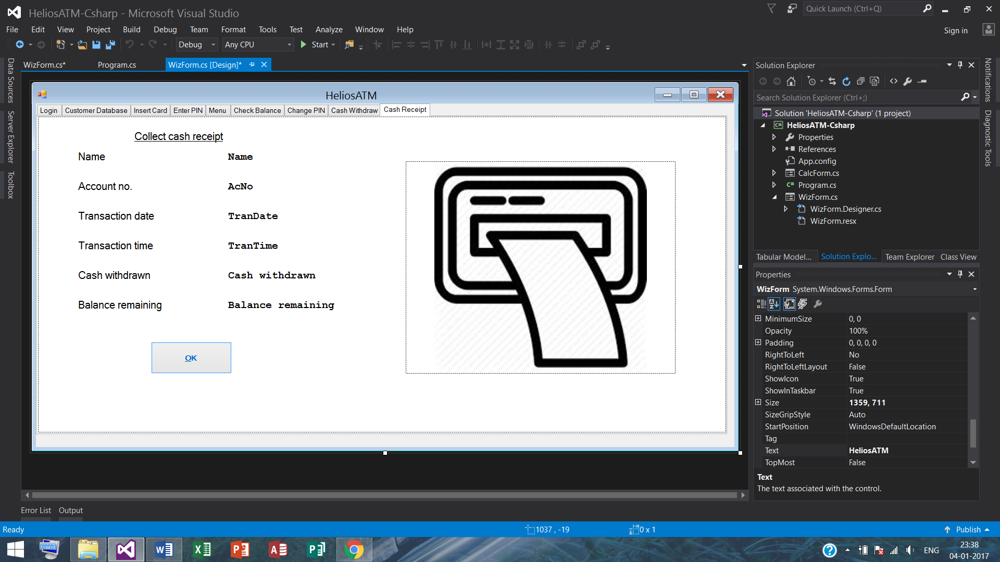 HeliosATM-Csharp - Microsoft Visual Studio
Quick Launch (Ctrl+Q)
File Edit View Project Build Debug Team Format Tools Test Analyze Window Help
Sign in
Debug Any CPU Start
WizForm.cs* Program.cs WizForm.cs [Design]*
Data Sources
Server Explorer
Toolbox
HeliosATM
Login Customer Database Insert Card Enter PIN Menu Check Balance Change PIN Cash Withdraw Cash Receipt
Collect cash receipt
Name Name
Account no. AcNo
Transaction date TranDate
Transaction time TranTime
Cash withdrawn Cash withdrawn
Balance remaining Balance remaining
OK
Solution Explorer
Search Solution Explorer (Ctrl+;)
Solution 'HeliosATM-Csharp' (1 project)
C# HeliosATM-Csharp
Properties
References
App.config
CalcForm.cs
C# Program.cs
WizForm.cs
WizForm.Designer.cs
WizForm.resx
Tabular Model... Solution Explo... Team Explorer Class View
Notifications
Diagnostic Tools
Properties
WizForm System.Windows.Forms.Form
MinimumSize 0, 0
Opacity 100%
Padding 0, 0, 0, 0
RightToLeft No
RightToLeftLayout False
ShowIcon True
ShowInTaskbar True
Size 1359, 711
SizeGripStyle Auto
StartPosition WindowsDefaultLocation
Tag
Text HeliosATM
TopMost False
Text
The text associated with the control.
Error List Output
Ready
1037 , -19
0 x 1
Publish
ENG
23:38
04-01-2017